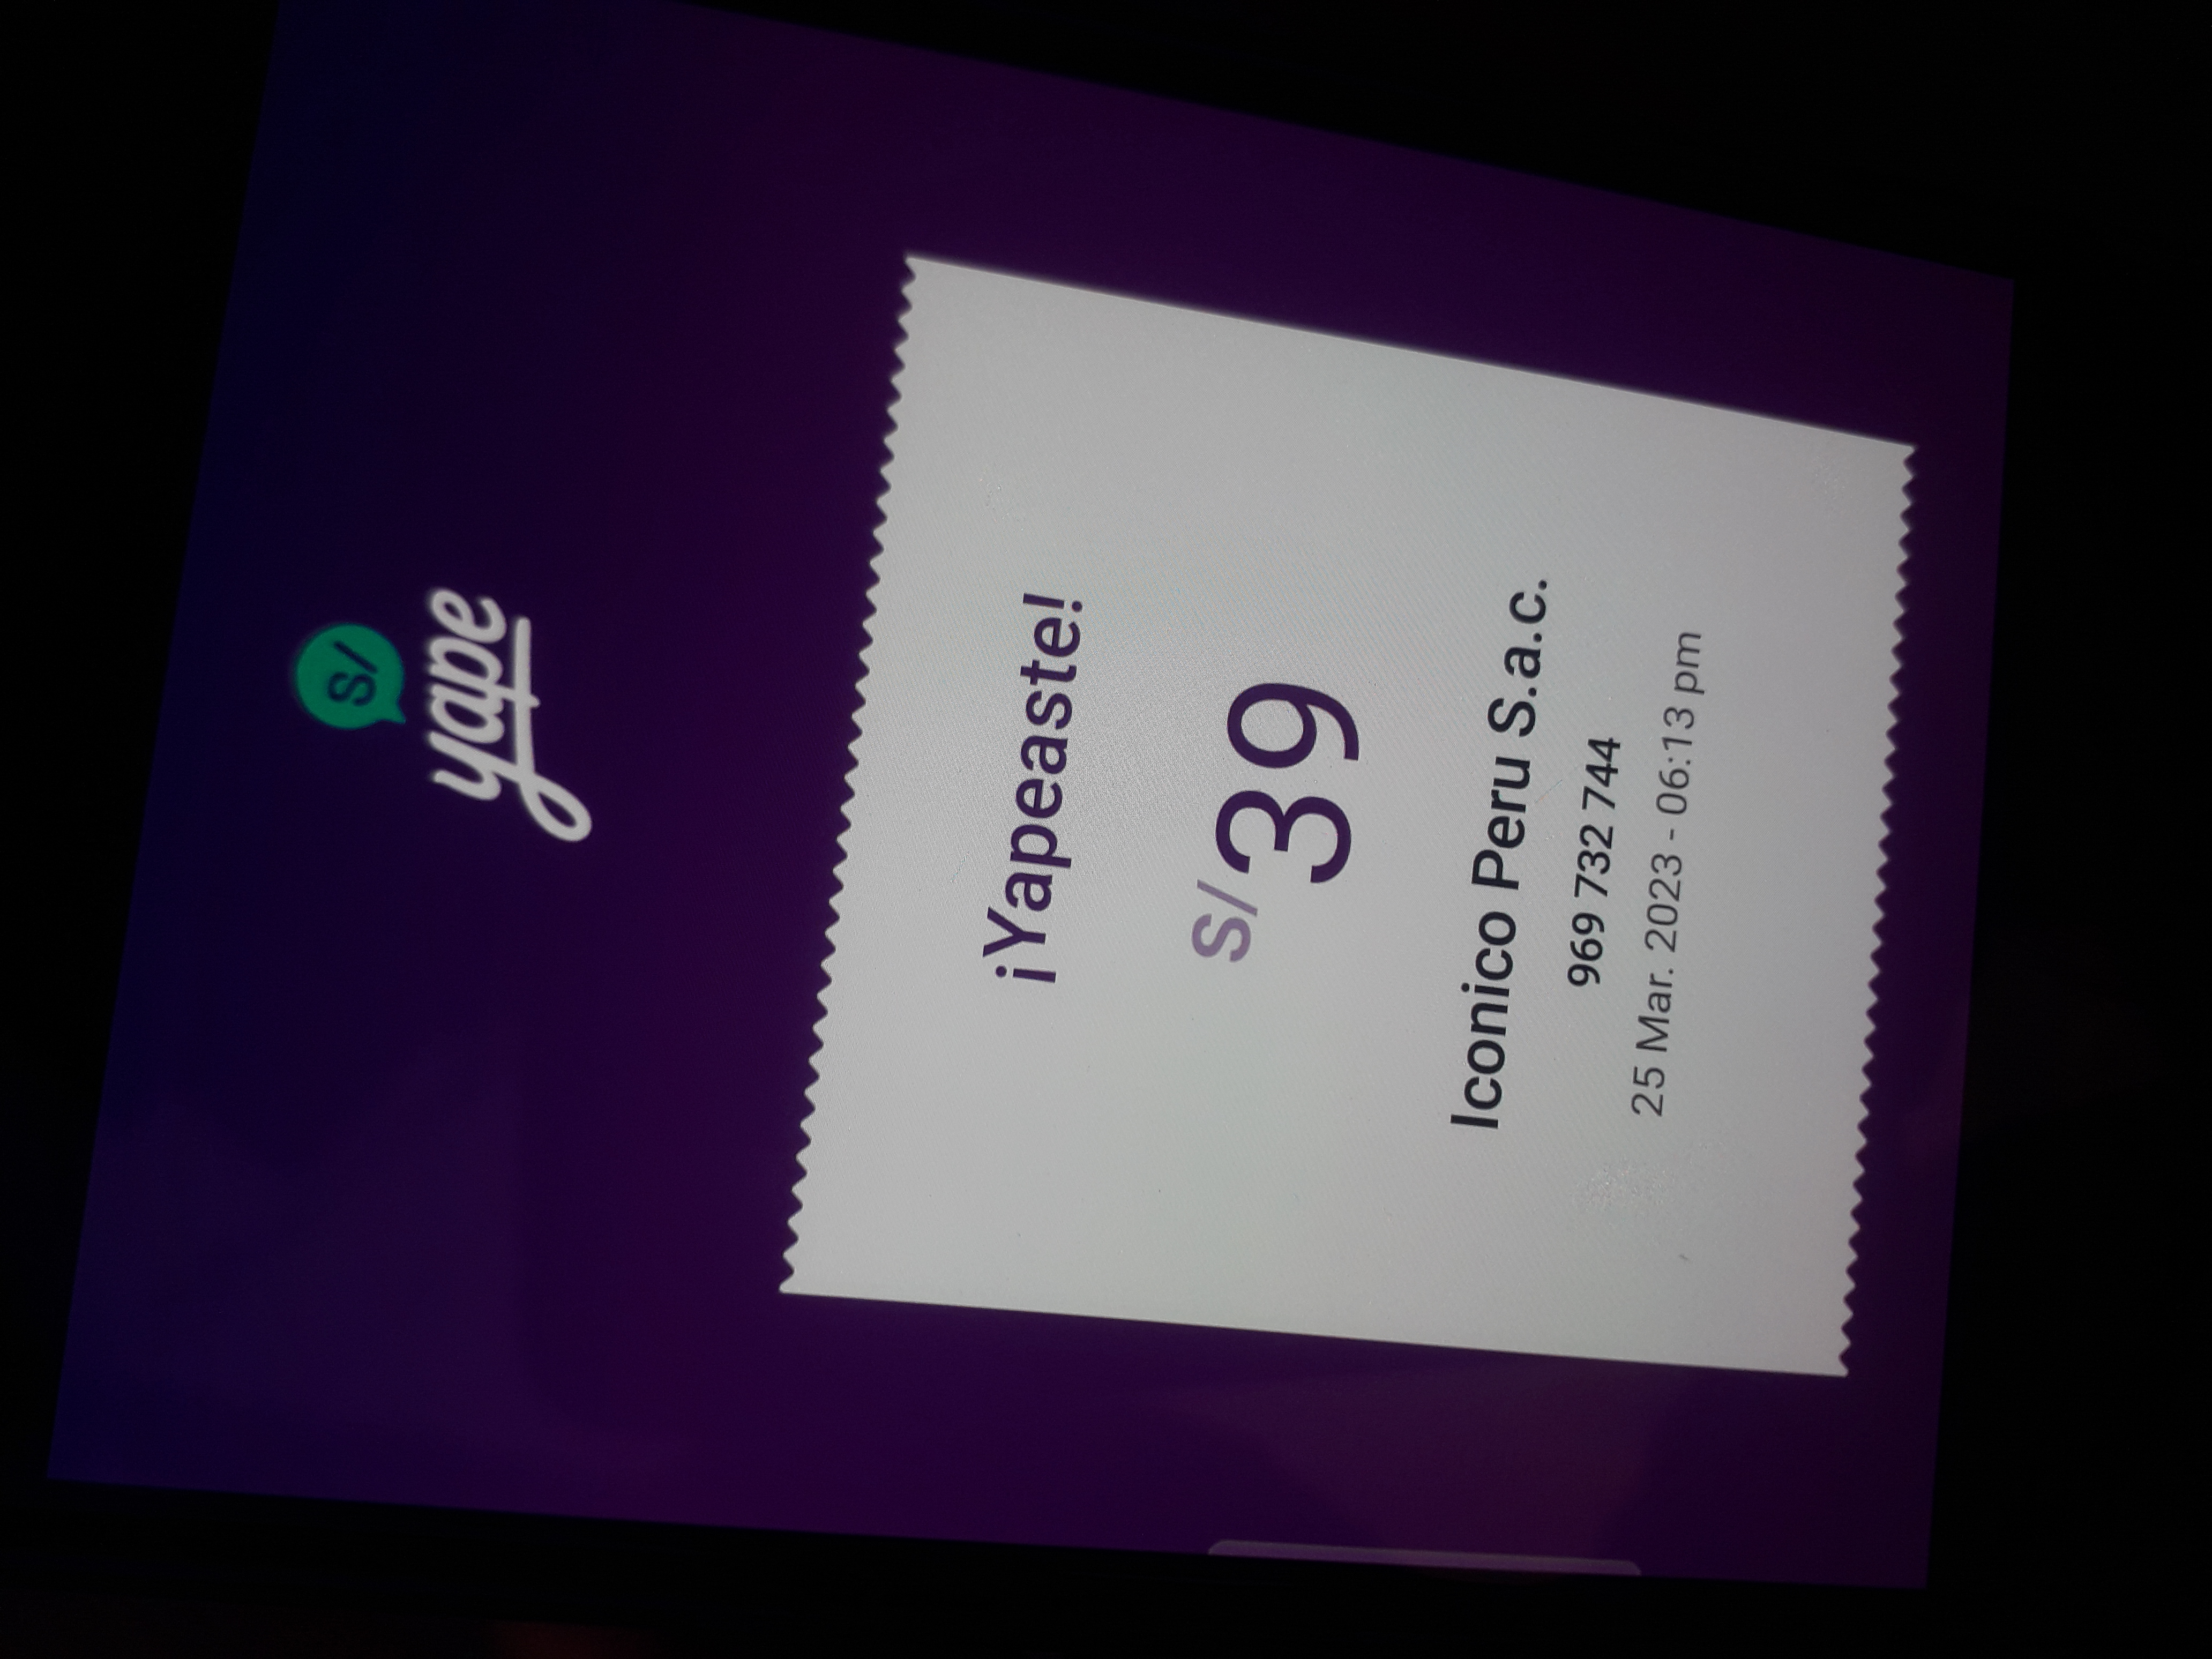 S/
yape
¡Yapeaste!
S/39
Iconico Peru S.a.c.
969 732 744
25 Mar. 2023 - 06:13 pm